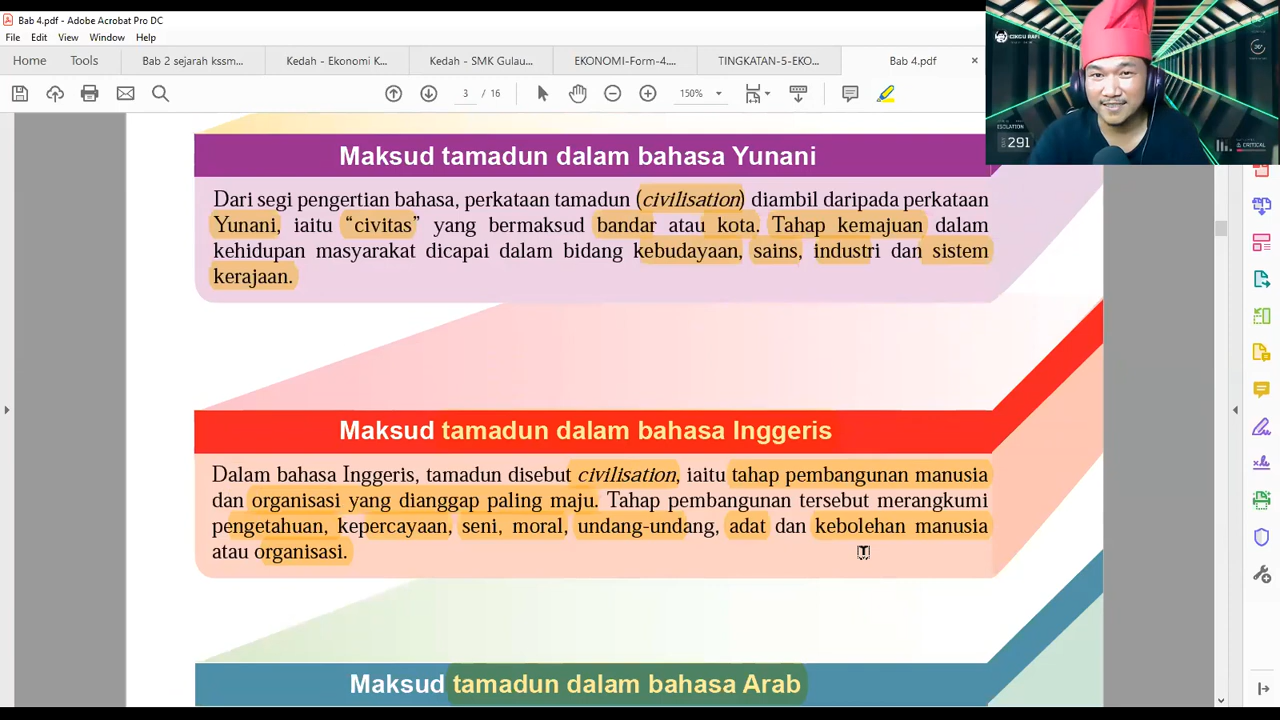 Bab 4.pdf - Adobe Acrobat Pro DC
File Edit View Window Help
Home Tools Bab 2 sejarah kssm... Kedah - Ekonomi K... Kedah - SMK Gulau... EKONOMI-Form-4.... TINGKATAN-5-EKO... Bab 4.pdf ×
3 / 16 150%
CIKGU RAFI
ESCOLATION
291
CRITICAL
Maksud tamadun dalam bahasa Yunani
Dari segi pengertian bahasa, perkataan tamadun (civilisation) diambil daripada perkataan
Yunani, iaitu “civitas” yang bermaksud bandar atau kota. Tahap kemajuan dalam
kehidupan masyarakat dicapai dalam bidang kebudayaan, sains, industri dan sistem
kerajaan.
Maksud tamadun dalam bahasa Inggeris
Dalam bahasa Inggeris, tamadun disebut civilisation, iaitu tahap pembangunan manusia
dan organisasi yang dianggap paling maju. Tahap pembangunan tersebut merangkumi
pengetahuan, kepercayaan, seni, moral, undang-undang, adat dan kebolehan manusia
atau organisasi.
Maksud tamadun dalam bahasa Arab